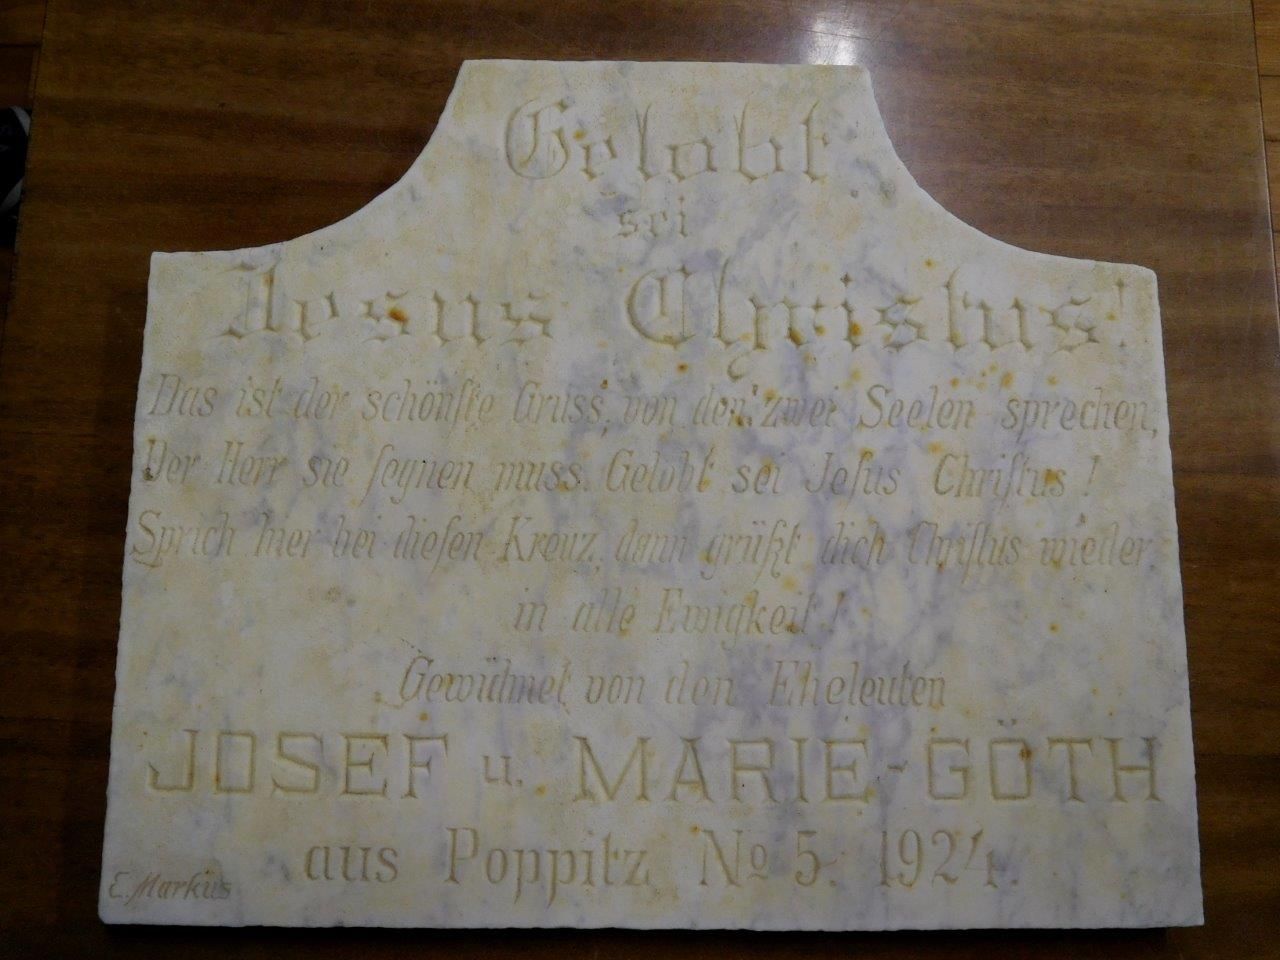 Gelobt
sei
Jesus Christus!
Das ist der schönſte Gruss, von den zwei Seelen sprechen,
Der Herr sie ſegnen muss. Gelobt sei Jeſus Chriſtus!
Sprich hier bei dieſen Kreuz, dann grüßt dich Chriſtus wieder
in alle Ewigkeit!
Gewidmet von den Eheleuten
JOSEF u. MARIE-GÖTH
aus Poppitz No 5. 1924.
E. Markus